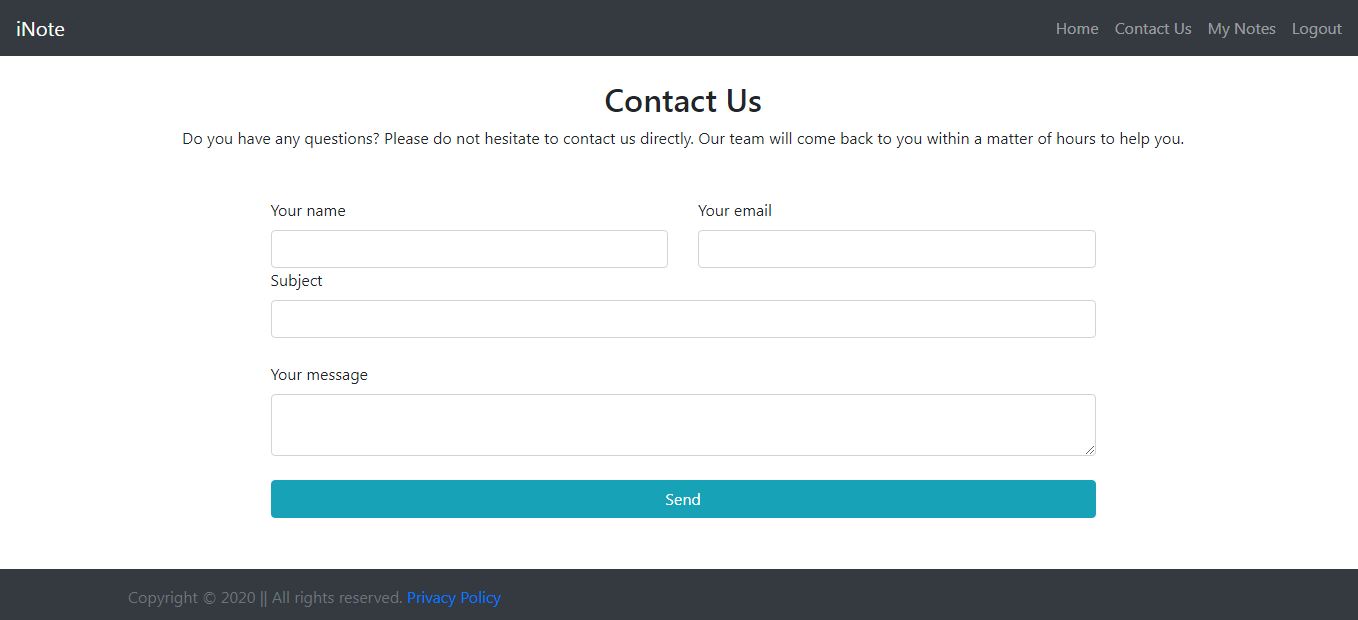 iNote
Home Contact Us My Notes Logout
Contact Us
Do you have any questions? Please do not hesitate to contact us directly. Our team will come back to you within a matter of hours to help you.
Your name
Your email
Subject
Your message
Send
Copyright © 2020 || All rights reserved. Privacy Policy